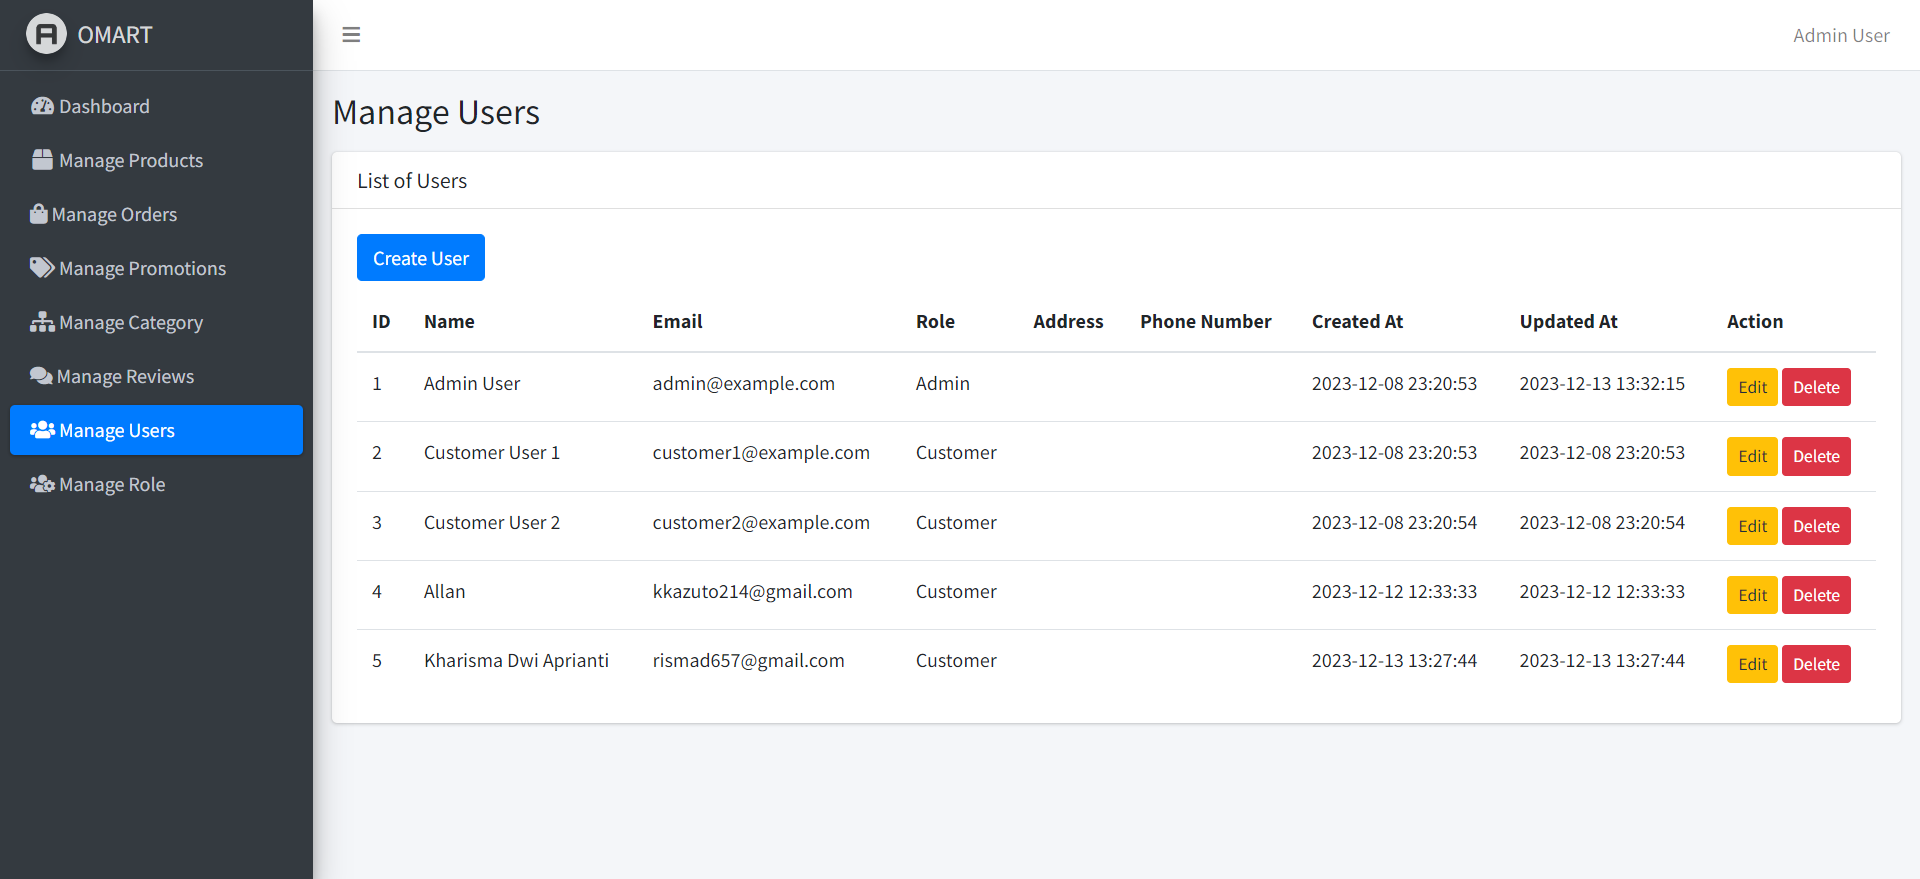 OMART
Admin User
Dashboard
Manage Products
Manage Orders
Manage Promotions
Manage Category
Manage Reviews
Manage Users
Manage Role
Manage Users
List of Users
Create User
ID Name Email Role Address Phone Number Created At Updated At Action
1 Admin User admin@example.com Admin 2023-12-08 23:20:53 2023-12-13 13:32:15 Edit Delete
2 Customer User 1 customer1@example.com Customer 2023-12-08 23:20:53 2023-12-08 23:20:53 Edit Delete
3 Customer User 2 customer2@example.com Customer 2023-12-08 23:20:54 2023-12-08 23:20:54 Edit Delete
4 Allan kkazuto214@gmail.com Customer 2023-12-12 12:33:33 2023-12-12 12:33:33 Edit Delete
5 Kharisma Dwi Aprianti rismad657@gmail.com Customer 2023-12-13 13:27:44 2023-12-13 13:27:44 Edit Delete